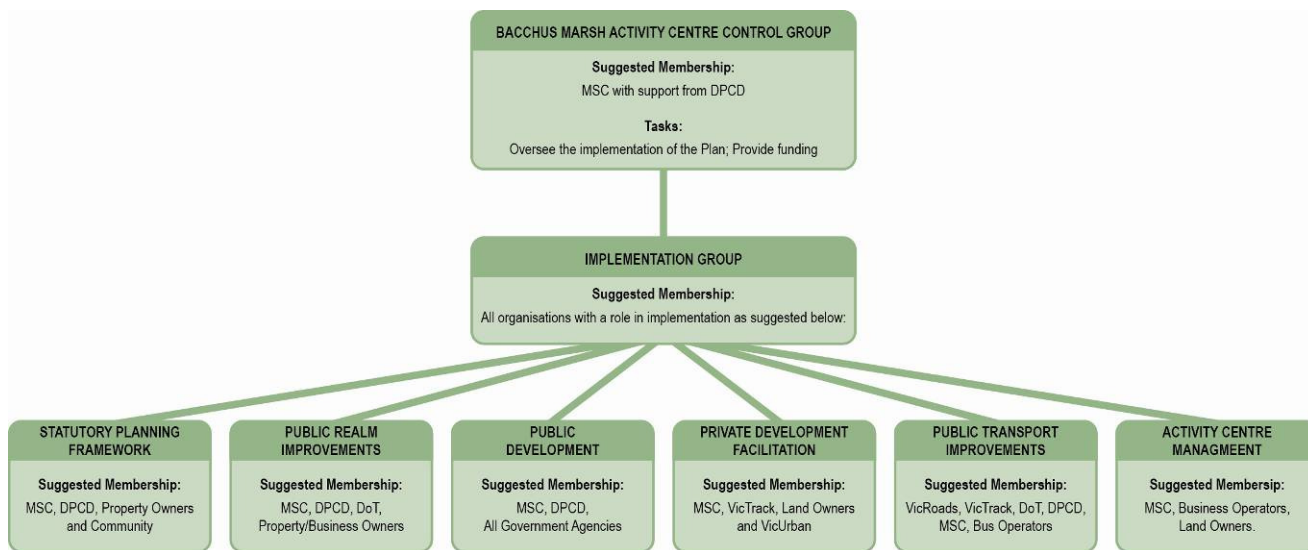 BACCHUS MARSH ACTIVITY CENTRE CONTROL GROUP
Suggested Membership:
MSC with support from DPCD
Tasks:
Oversee the implementation of the Plan; Provide funding
IMPLEMENTATION GROUP
Suggested Membership:
All organisations with a role in implementation as suggested below:
STATUTORY PLANNING
FRAMEWORK
Suggested Membership:
MSC, DPCD, Property Owners
and Community
PUBLIC REALM
IMPROVEMENTS
Suggested Membership:
MSC, DPCD, DoT,
Property/Business Owners
PUBLIC
DEVELOPMENT
Suggested Membership:
MSC, DPCD,
All Government Agencies
PRIVATE DEVELOPMENT
FACILITATION
Suggested Membership:
MSC, VicTrack, Land Owners
and VicUrban
PUBLIC TRANSPORT
IMPROVEMENTS
Suggested Membership:
VicRoads, VicTrack, DoT, DPCD,
MSC, Bus Operators
ACTIVITY CENTRE
MANAGMEENT
Suggested Membersip:
MSC, Business Operators,
Land Owners.